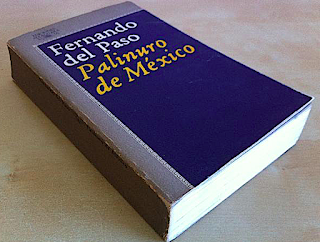 Fernando
del Paso
Palinuro
de México